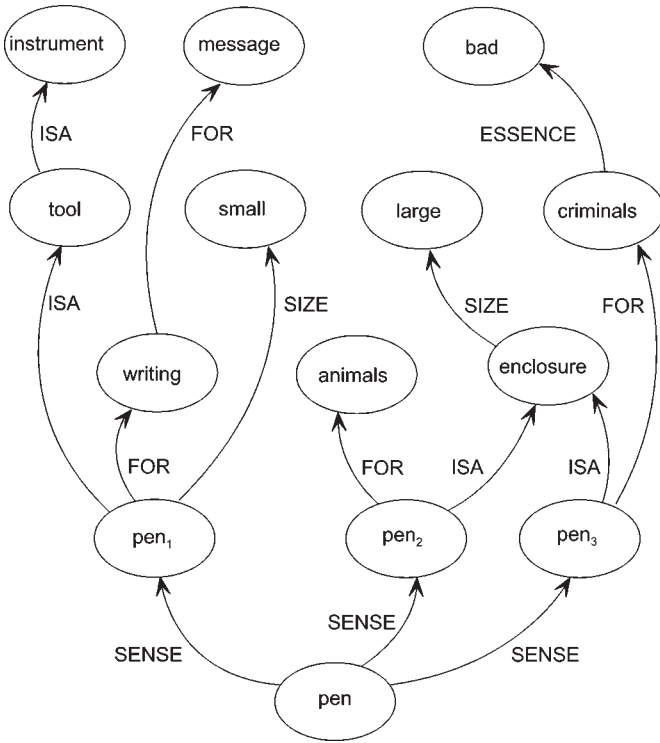 instrument
message
bad
ISA
FOR
ESSENCE
tool
small
large
criminals
ISA
SIZE
SIZE
FOR
writing
animals
enclosure
FOR
FOR
ISA
ISA
pen₁
pen₂
pen₃
SENSE
SENSE
SENSE
pen